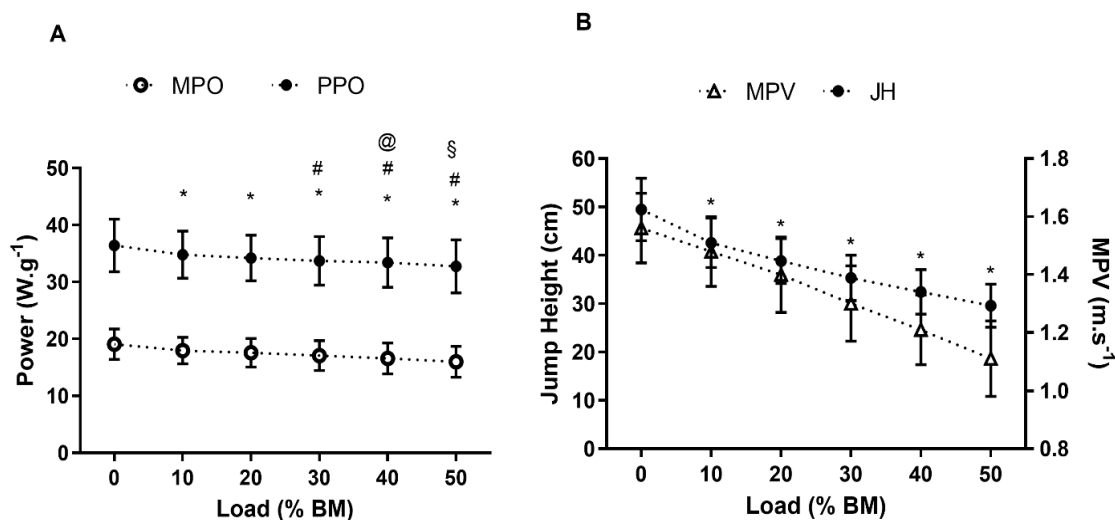 A
MPO PPO
@
§
# # #
* * * * *
50
40
30
20
10
0
Power (W.g-1)
0 10 20 30 40 50
Load (% BM)
B
MPV JH
60
50
40
30
20
10
0
Jump Height (cm)
* * * * *
1.8
1.6
1.4
1.2
1.0
0.8
MPV (m.s-1)
0 10 20 30 40 50
Load (% BM)